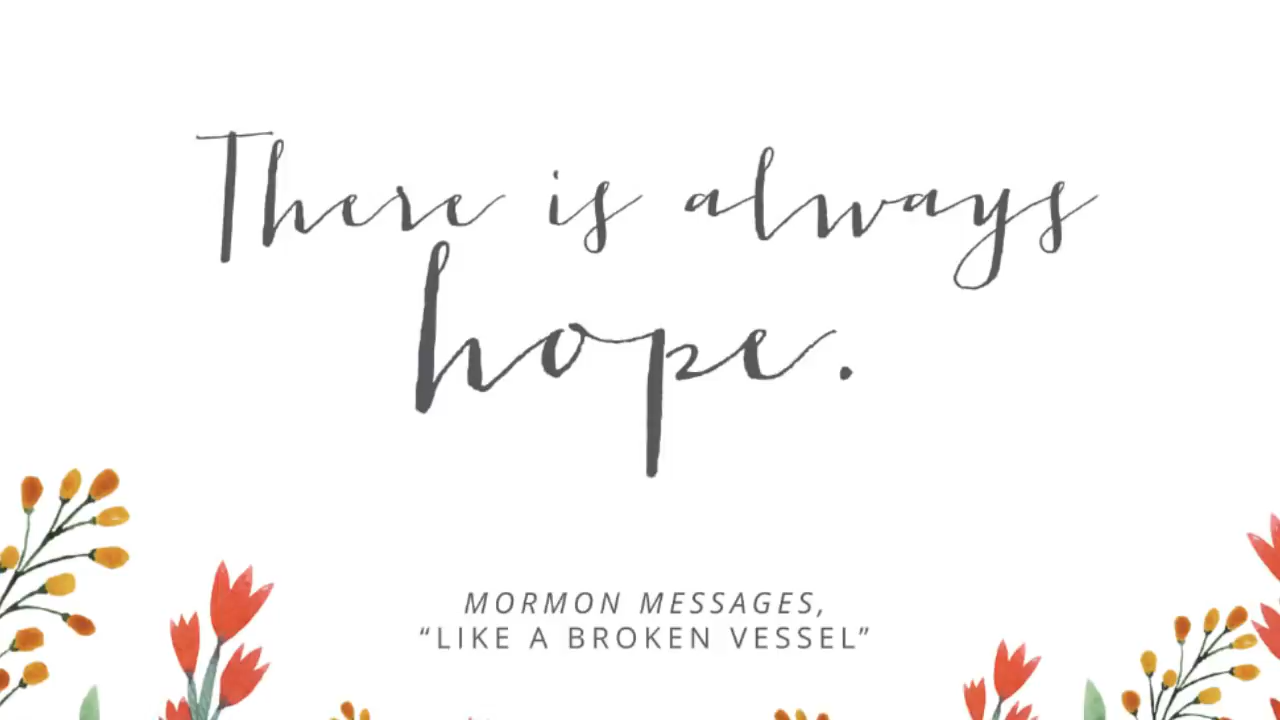 There is always
hope.
MORMON MESSAGES,
“LIKE A BROKEN VESSEL”